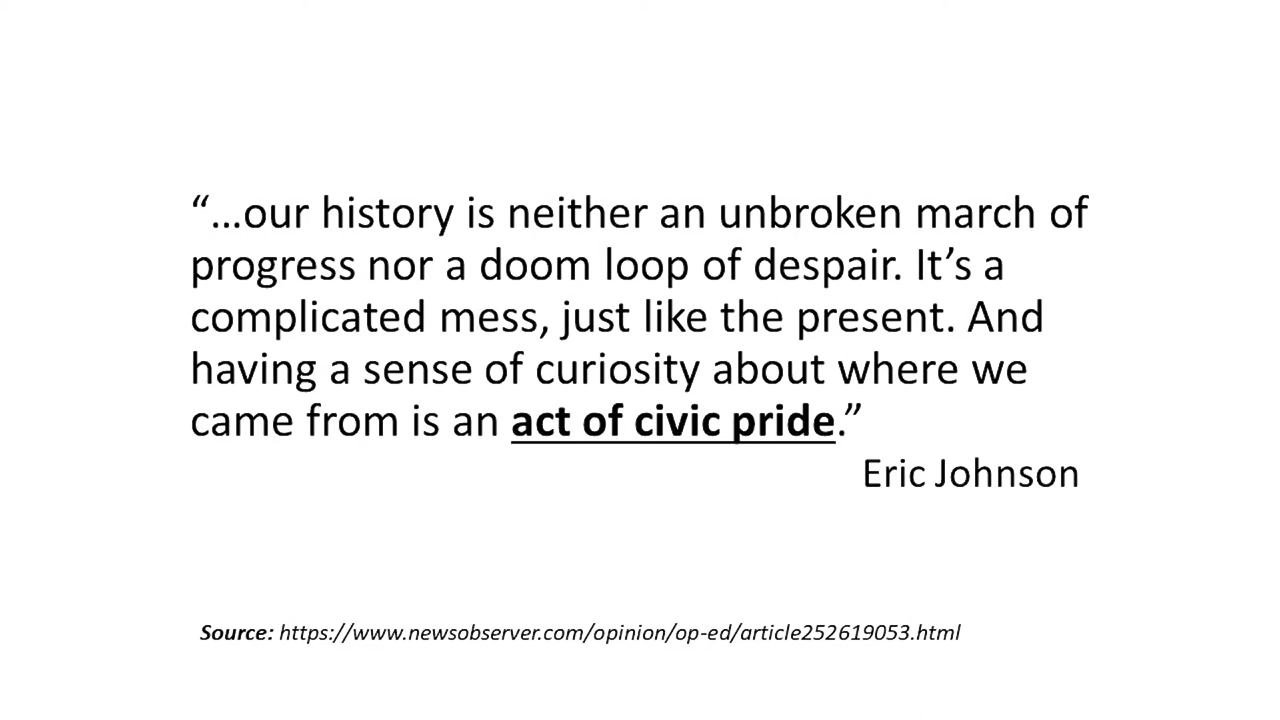 “…our history is neither an unbroken march of
progress nor a doom loop of despair. It’s a
complicated mess, just like the present. And
having a sense of curiosity about where we
came from is an act of civic pride.”
Eric Johnson
Source: https://www.newsobserver.com/opinion/op-ed/article252619053.html